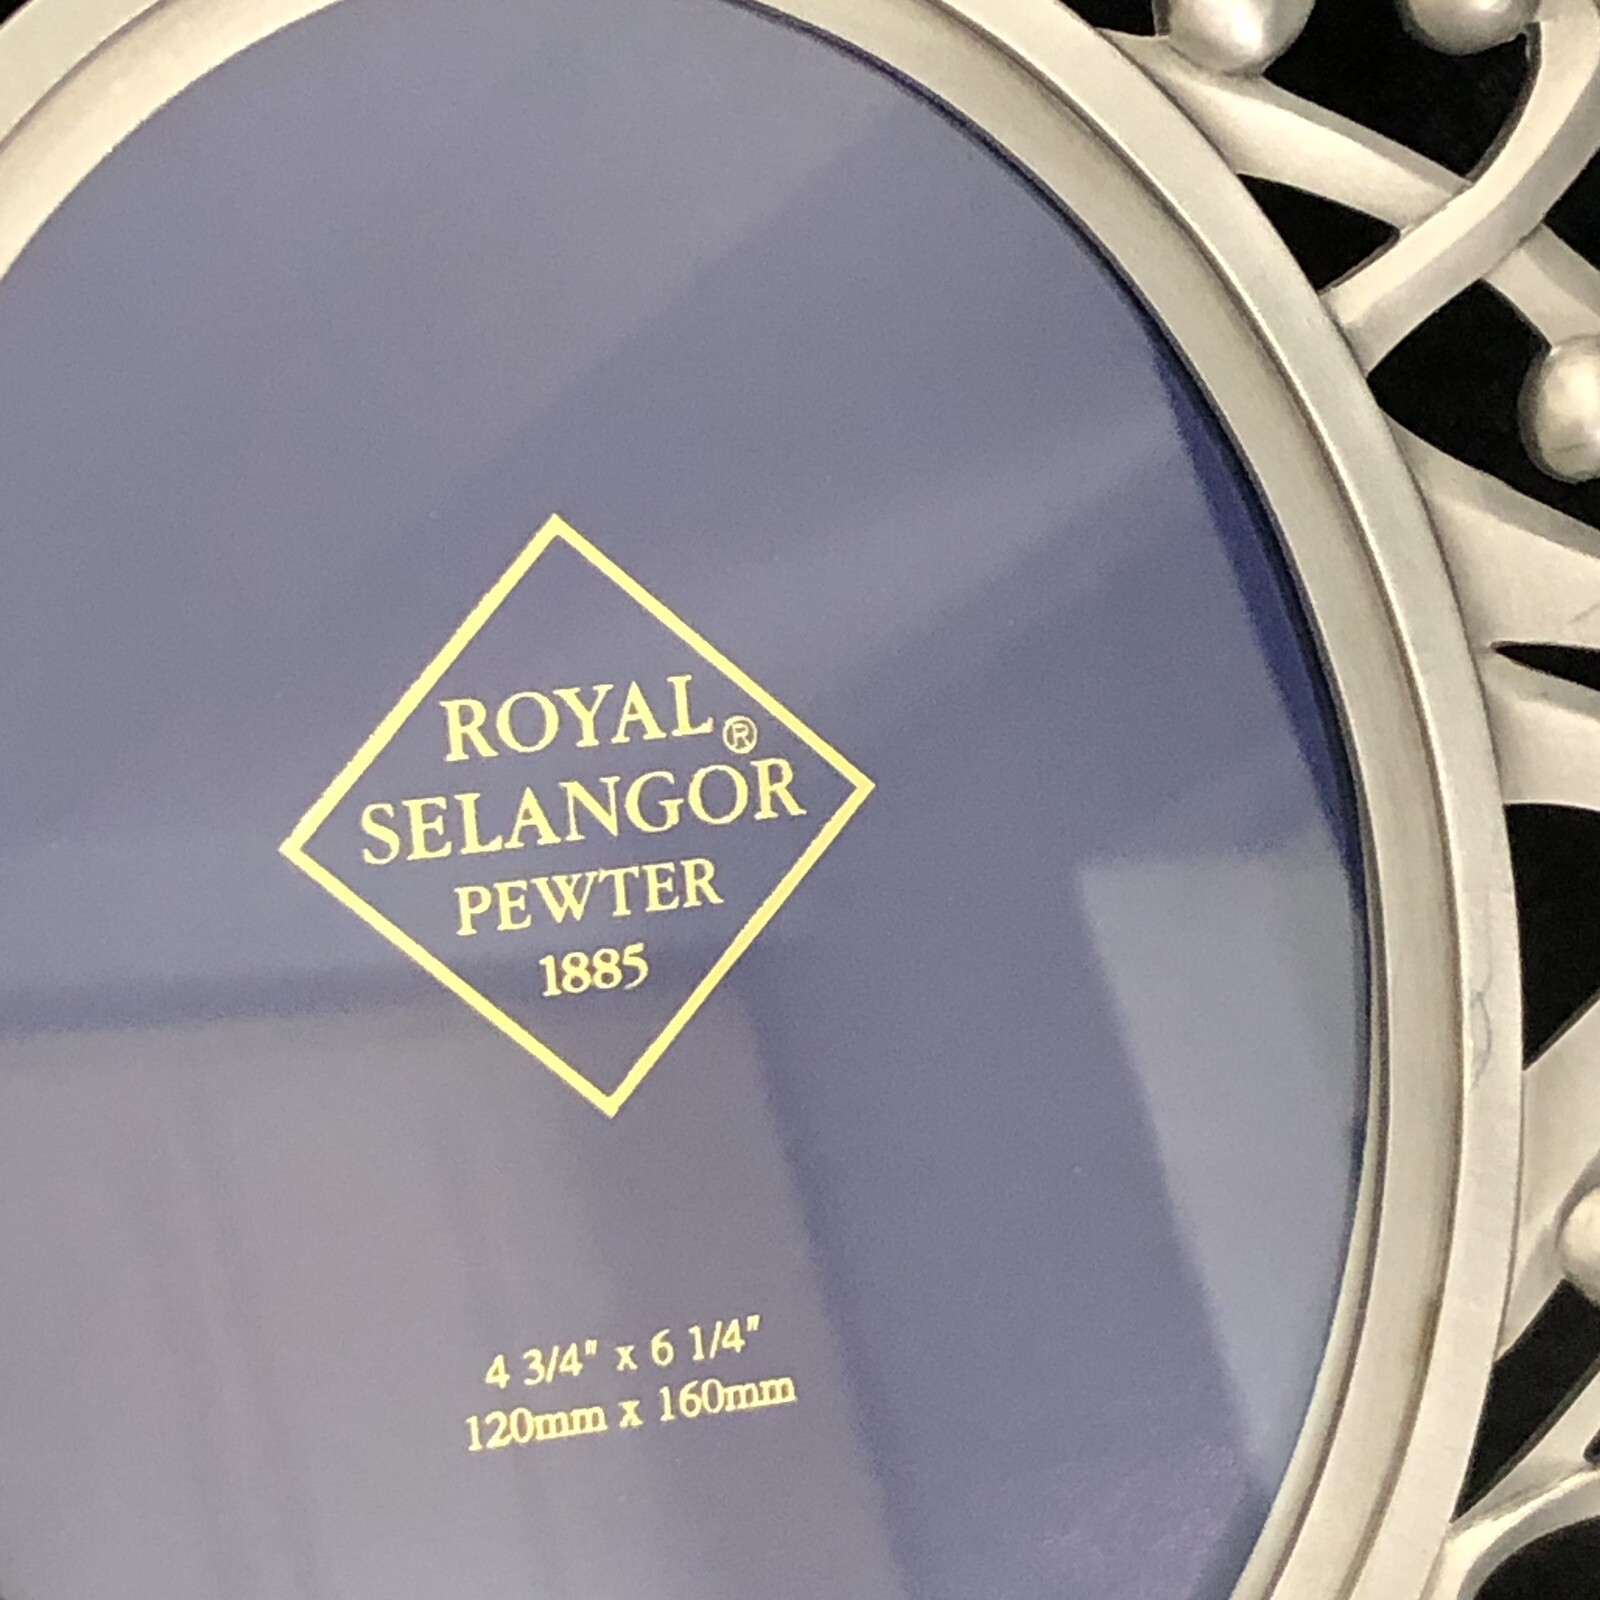 ROYAL®
SELANGOR
PEWTER
1885
4 3/4" x 6 1/4"
120mm x 160mm